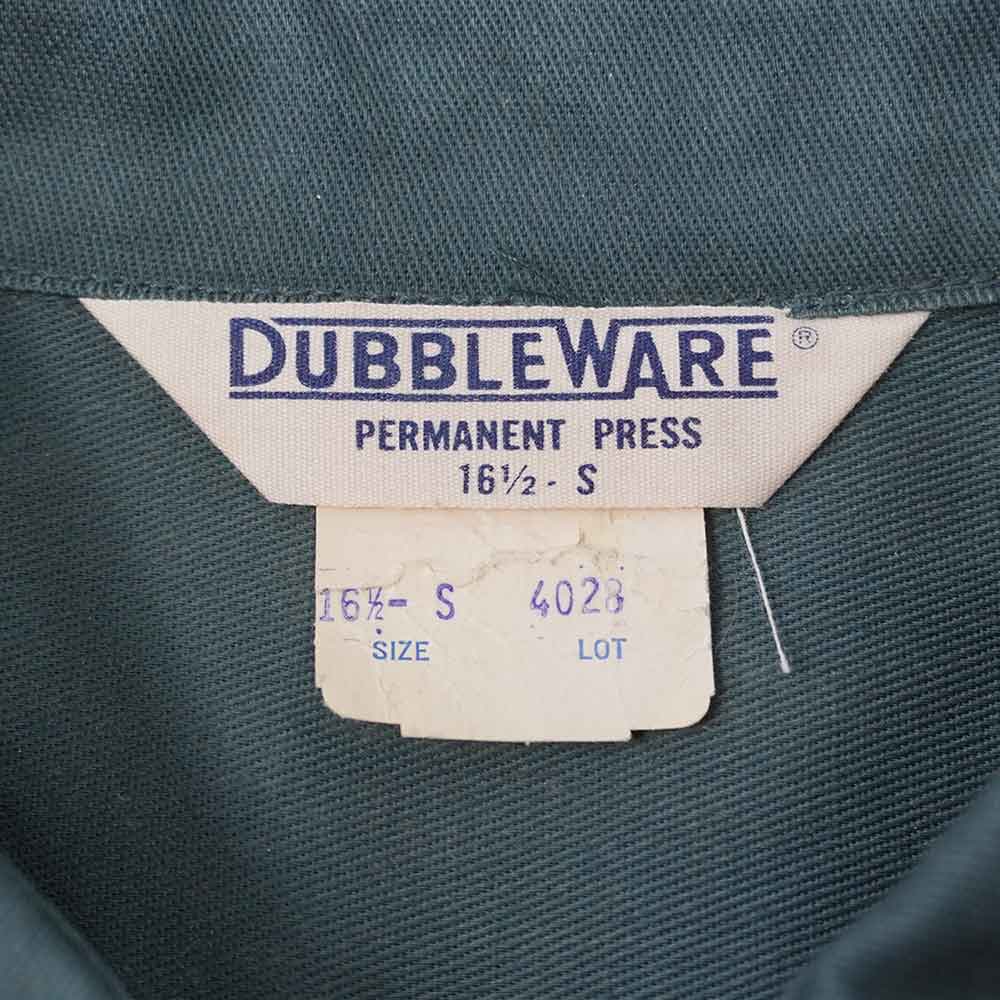 DUBBLEWARE ®
PERMANENT PRESS
16½ - S
16½- S 4028
SIZE LOT